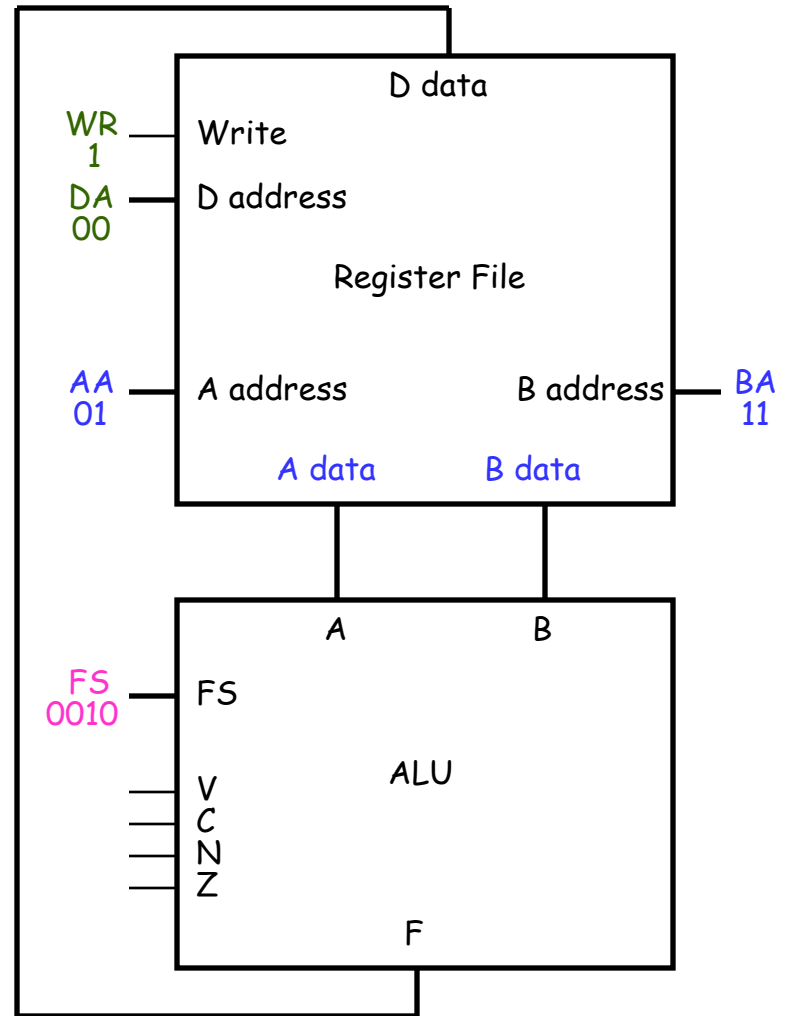 D data
WR
1
Write
DA
00
D address
Register File
AA
01
A address
B address
BA
11
A data
B data
A
B
FS
0010
FS
ALU
V
C
N
Z
F